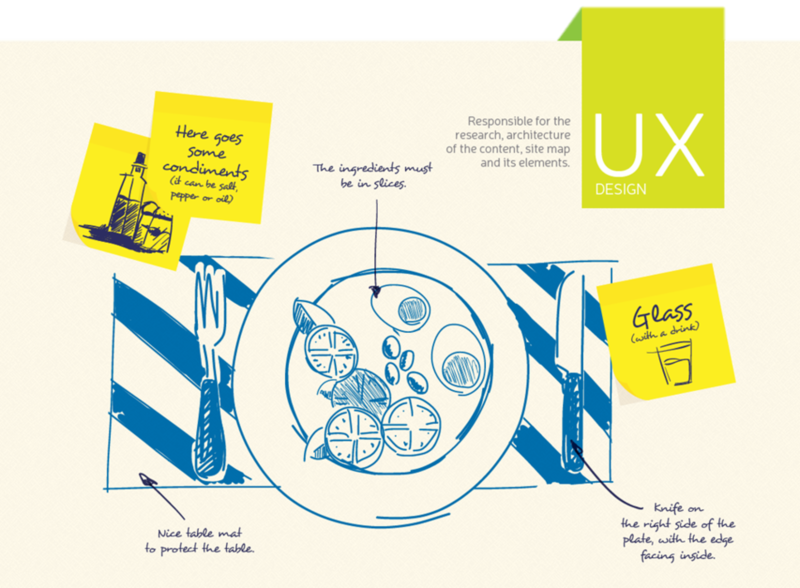 UX
DESIGN
Responsible for the
research, architecture
of the content, site map
and its elements.
Here goes
some
condiments
(it can be salt,
pepper or oil)
The ingredients must
be in slices.
Glass
(with a drink)
Nice table mat
to protect the table.
Knife on
the right side of the
plate, with the edge
facing inside.